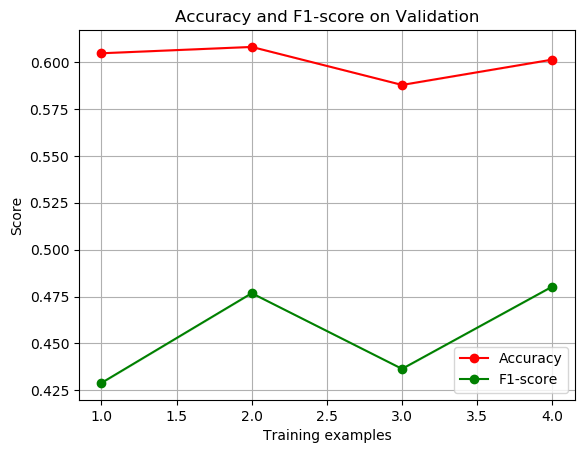 Accuracy and F1-score on Validation
Score
0.600
0.575
0.550
0.525
0.500
0.475
0.450
0.425
Accuracy
F1-score
1.0 1.5 2.0 2.5 3.0 3.5 4.0
Training examples